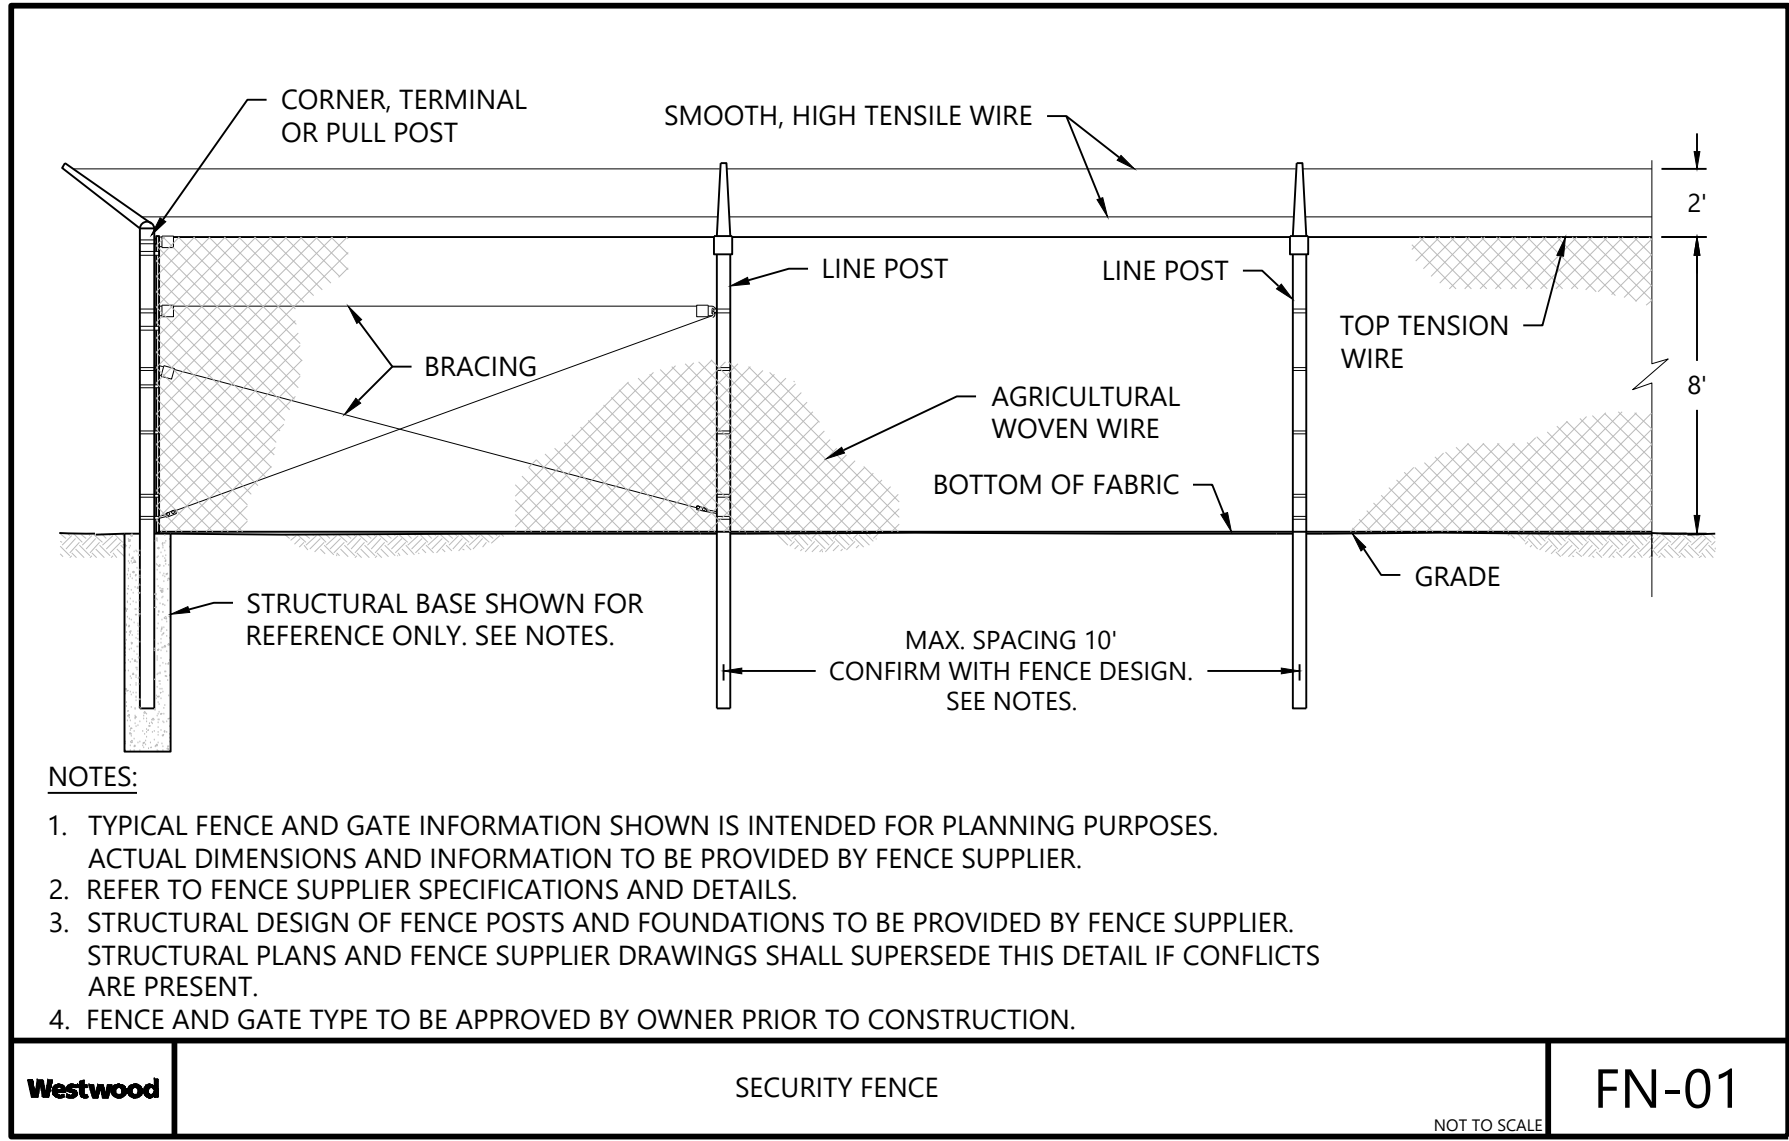 CORNER, TERMINAL
OR PULL POST
SMOOTH, HIGH TENSILE WIRE
2'
LINE POST
LINE POST
TOP TENSION
WIRE
BRACING
8'
AGRICULTURAL
WOVEN WIRE
BOTTOM OF FABRIC
GRADE
STRUCTURAL BASE SHOWN FOR
REFERENCE ONLY. SEE NOTES.
MAX. SPACING 10'
CONFIRM WITH FENCE DESIGN.
SEE NOTES.
NOTES:
1. TYPICAL FENCE AND GATE INFORMATION SHOWN IS INTENDED FOR PLANNING PURPOSES.
ACTUAL DIMENSIONS AND INFORMATION TO BE PROVIDED BY FENCE SUPPLIER.
2. REFER TO FENCE SUPPLIER SPECIFICATIONS AND DETAILS.
3. STRUCTURAL DESIGN OF FENCE POSTS AND FOUNDATIONS TO BE PROVIDED BY FENCE SUPPLIER.
STRUCTURAL PLANS AND FENCE SUPPLIER DRAWINGS SHALL SUPERSEDE THIS DETAIL IF CONFLICTS
ARE PRESENT.
4. FENCE AND GATE TYPE TO BE APPROVED BY OWNER PRIOR TO CONSTRUCTION.
Westwood
SECURITY FENCE
NOT TO SCALE
FN-01